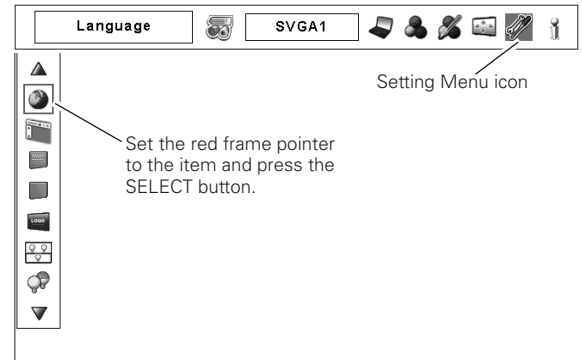 Language
SVGA1
Setting Menu icon
Set the red frame pointer
to the item and press the
SELECT button.
LOGO